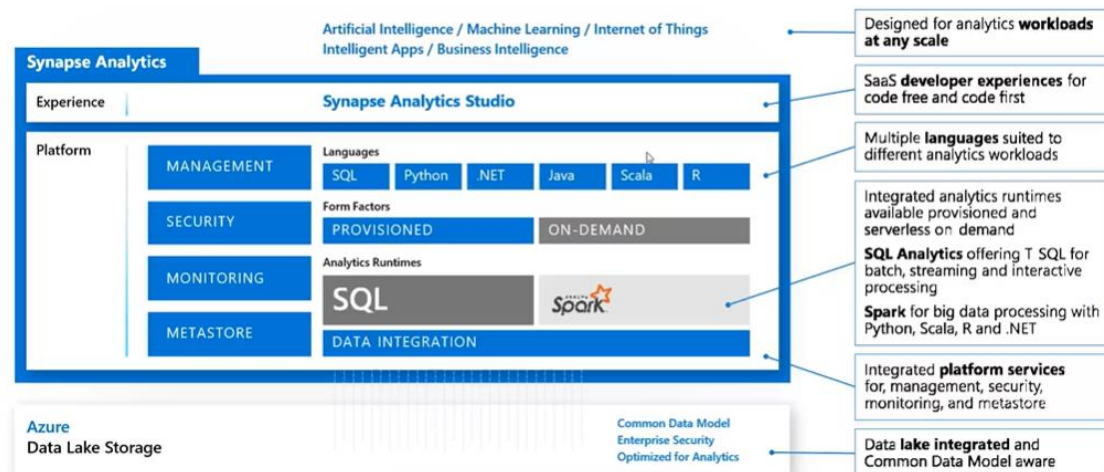 Artificial Intelligence / Machine Learning / Internet of Things
Intelligent Apps / Business Intelligence
Synapse Analytics
Experience
Synapse Analytics Studio
Platform
MANAGEMENT
SECURITY
MONITORING
METASTORE
Languages
SQL
Python
.NET
Java
Scala
R
Form Factors
PROVISIONED
ON-DEMAND
Analytics Runtimes
SQL
APACHE
Spark
DATA INTEGRATION
Azure
Data Lake Storage
Common Data Model
Enterprise Security
Optimized for Analytics
Designed for analytics workloads
at any scale
SaaS developer experiences for
code free and code first
Multiple languages suited to
different analytics workloads
Integrated analytics runtimes
available provisioned and
serverless on demand
SQL Analytics offering T SQL for
batch, streaming and interactive
processing
Spark for big data processing with
Python, Scala, R and .NET
Integrated platform services
for, management, security,
monitoring, and metastore
Data lake integrated and
Common Data Model aware